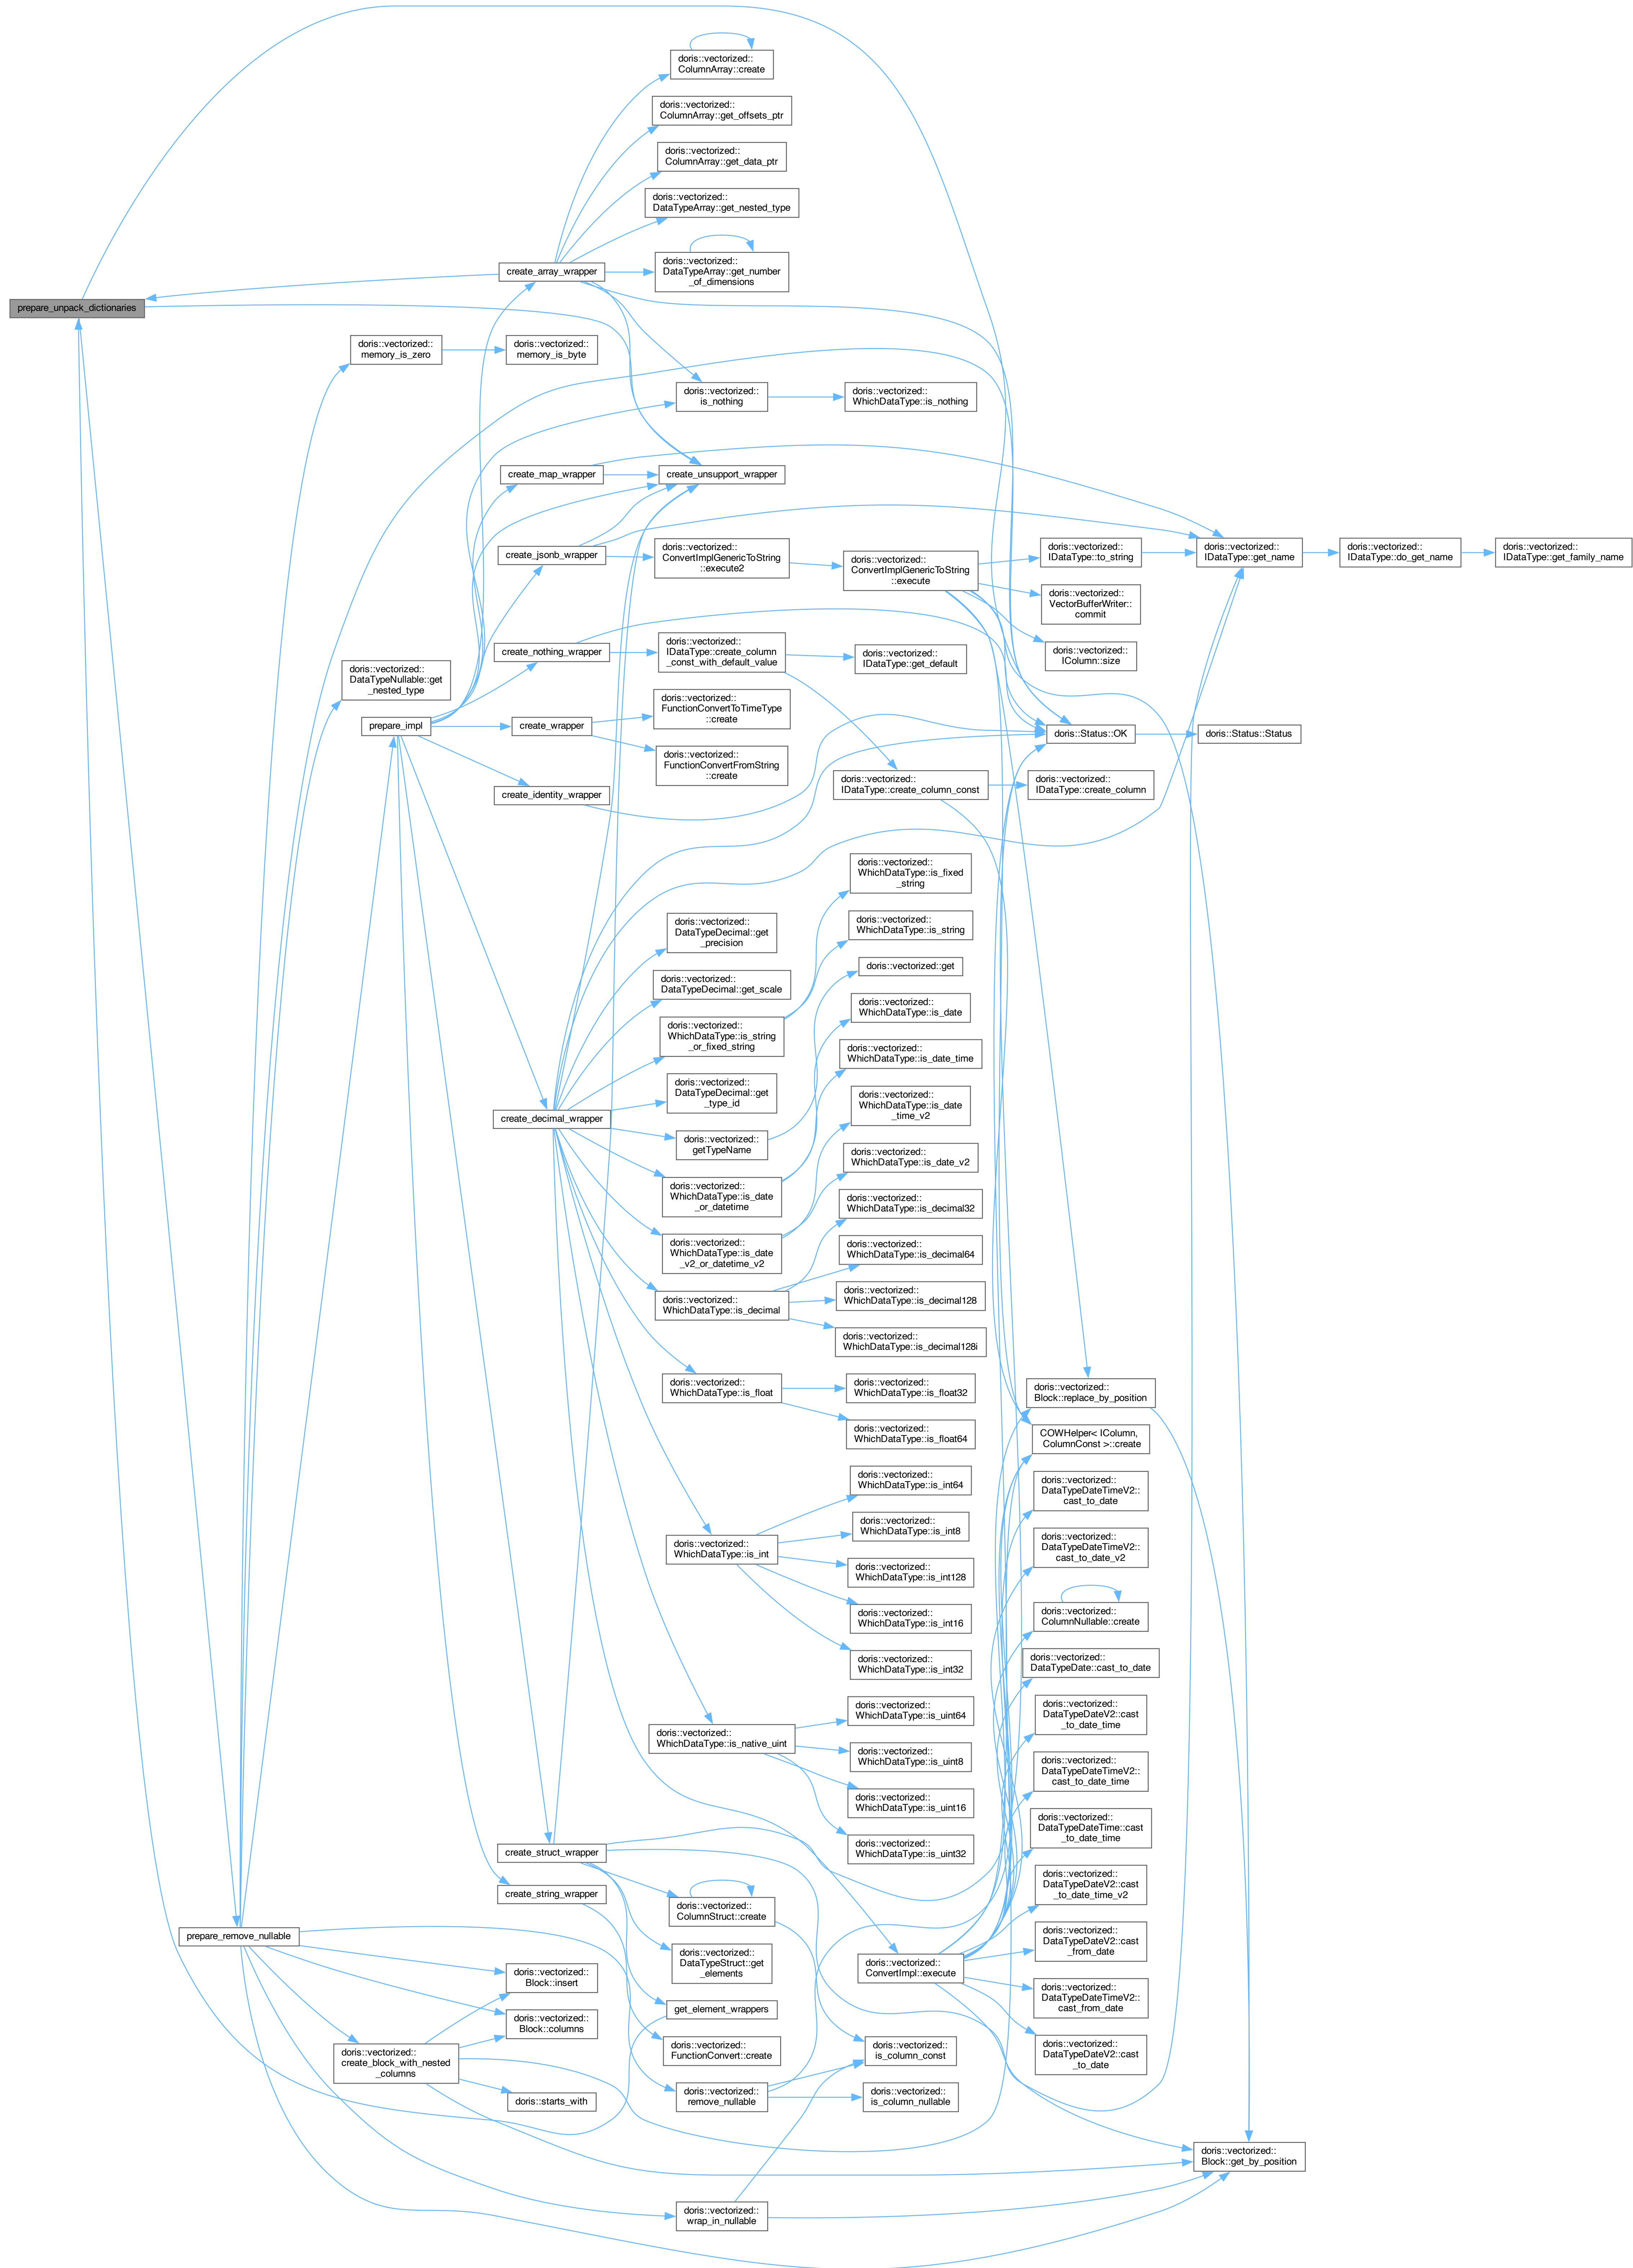 doris::vectorized::
ColumnArray::create
doris::vectorized::
ColumnArray::get_offsets_ptr
doris::vectorized::
ColumnArray::get_data_ptr
doris::vectorized::
DataTypeArray::get_nested_type
create_array_wrapper
doris::vectorized::
DataTypeArray::get_number
_of_dimensions
prepare_unpack_dictionaries
doris::vectorized::
memory_is_zero
doris::vectorized::
memory_is_byte
doris::vectorized::
is_nothing
doris::vectorized::
WhichDataType::is_nothing
create_map_wrapper
create_unsupport_wrapper
create_jsonb_wrapper
doris::vectorized::
ConvertImplGenericToString
::execute2
doris::vectorized::
ConvertImplGenericToString
::execute
doris::vectorized::
IDataType::to_string
doris::vectorized::
IDataType::get_name
doris::vectorized::
IDataType::do_get_name
doris::vectorized::
IDataType::get_family_name
doris::vectorized::
VectorBufferWriter::
commit
create_nothing_wrapper
doris::vectorized::
IDataType::create_column
_const_with_default_value
doris::vectorized::
IDataType::get_default
doris::vectorized::
IColumn::size
doris::vectorized::
DataTypeNullable::get
_nested_type
prepare_impl
create_wrapper
doris::vectorized::
FunctionConvertToTimeType
::create
doris::Status::OK
doris::Status::Status
doris::vectorized::
FunctionConvertFromString
::create
create_identity_wrapper
doris::vectorized::
IDataType::create_column_const
doris::vectorized::
IDataType::create_column
doris::vectorized::
WhichDataType::is_fixed
_string
doris::vectorized::
DataTypeDecimal::get
_precision
doris::vectorized::
WhichDataType::is_string
doris::vectorized::get
doris::vectorized::
DataTypeDecimal::get_scale
doris::vectorized::
WhichDataType::is_date
doris::vectorized::
WhichDataType::is_string
_or_fixed_string
doris::vectorized::
WhichDataType::is_date_time
doris::vectorized::
DataTypeDecimal::get
_type_id
doris::vectorized::
WhichDataType::is_date
_time_v2
create_decimal_wrapper
doris::vectorized::
getTypeName
doris::vectorized::
WhichDataType::is_date_v2
doris::vectorized::
WhichDataType::is_date
_or_datetime
doris::vectorized::
WhichDataType::is_decimal32
doris::vectorized::
WhichDataType::is_date
_v2_or_datetime_v2
doris::vectorized::
WhichDataType::is_decimal64
doris::vectorized::
WhichDataType::is_decimal
doris::vectorized::
WhichDataType::is_decimal128
doris::vectorized::
WhichDataType::is_decimal128i
doris::vectorized::
WhichDataType::is_float
doris::vectorized::
WhichDataType::is_float32
doris::vectorized::
Block::replace_by_position
doris::vectorized::
WhichDataType::is_float64
COWHelper< IColumn,
ColumnConst >::create
doris::vectorized::
WhichDataType::is_int64
doris::vectorized::
DataTypeDateTimeV2::
cast_to_date
doris::vectorized::
WhichDataType::is_int8
doris::vectorized::
WhichDataType::is_int
doris::vectorized::
DataTypeDateTimeV2::
cast_to_date_v2
doris::vectorized::
WhichDataType::is_int128
doris::vectorized::
WhichDataType::is_int16
doris::vectorized::
ColumnNullable::create
doris::vectorized::
WhichDataType::is_int32
doris::vectorized::
DataTypeDate::cast_to_date
doris::vectorized::
WhichDataType::is_uint64
doris::vectorized::
DataTypeDateV2::cast
_to_date_time
doris::vectorized::
WhichDataType::is_native_uint
doris::vectorized::
WhichDataType::is_uint8
doris::vectorized::
DataTypeDateTimeV2::
cast_to_date_time
doris::vectorized::
WhichDataType::is_uint16
doris::vectorized::
DataTypeDateTime::cast
_to_date_time
doris::vectorized::
WhichDataType::is_uint32
create_struct_wrapper
doris::vectorized::
DataTypeDateV2::cast
_to_date_time_v2
create_string_wrapper
doris::vectorized::
ColumnStruct::create
prepare_remove_nullable
doris::vectorized::
DataTypeDateV2::cast
_from_date
doris::vectorized::
DataTypeStruct::get
_elements
doris::vectorized::
ConvertImpl::execute
doris::vectorized::
Block::insert
doris::vectorized::
DataTypeDateTimeV2::
cast_from_date
get_element_wrappers
doris::vectorized::
Block::columns
doris::vectorized::
FunctionConvert::create
doris::vectorized::
is_column_const
doris::vectorized::
DataTypeDateV2::cast
_to_date
doris::vectorized::
create_block_with_nested
_columns
doris::starts_with
doris::vectorized::
remove_nullable
doris::vectorized::
is_column_nullable
doris::vectorized::
Block::get_by_position
doris::vectorized::
wrap_in_nullable